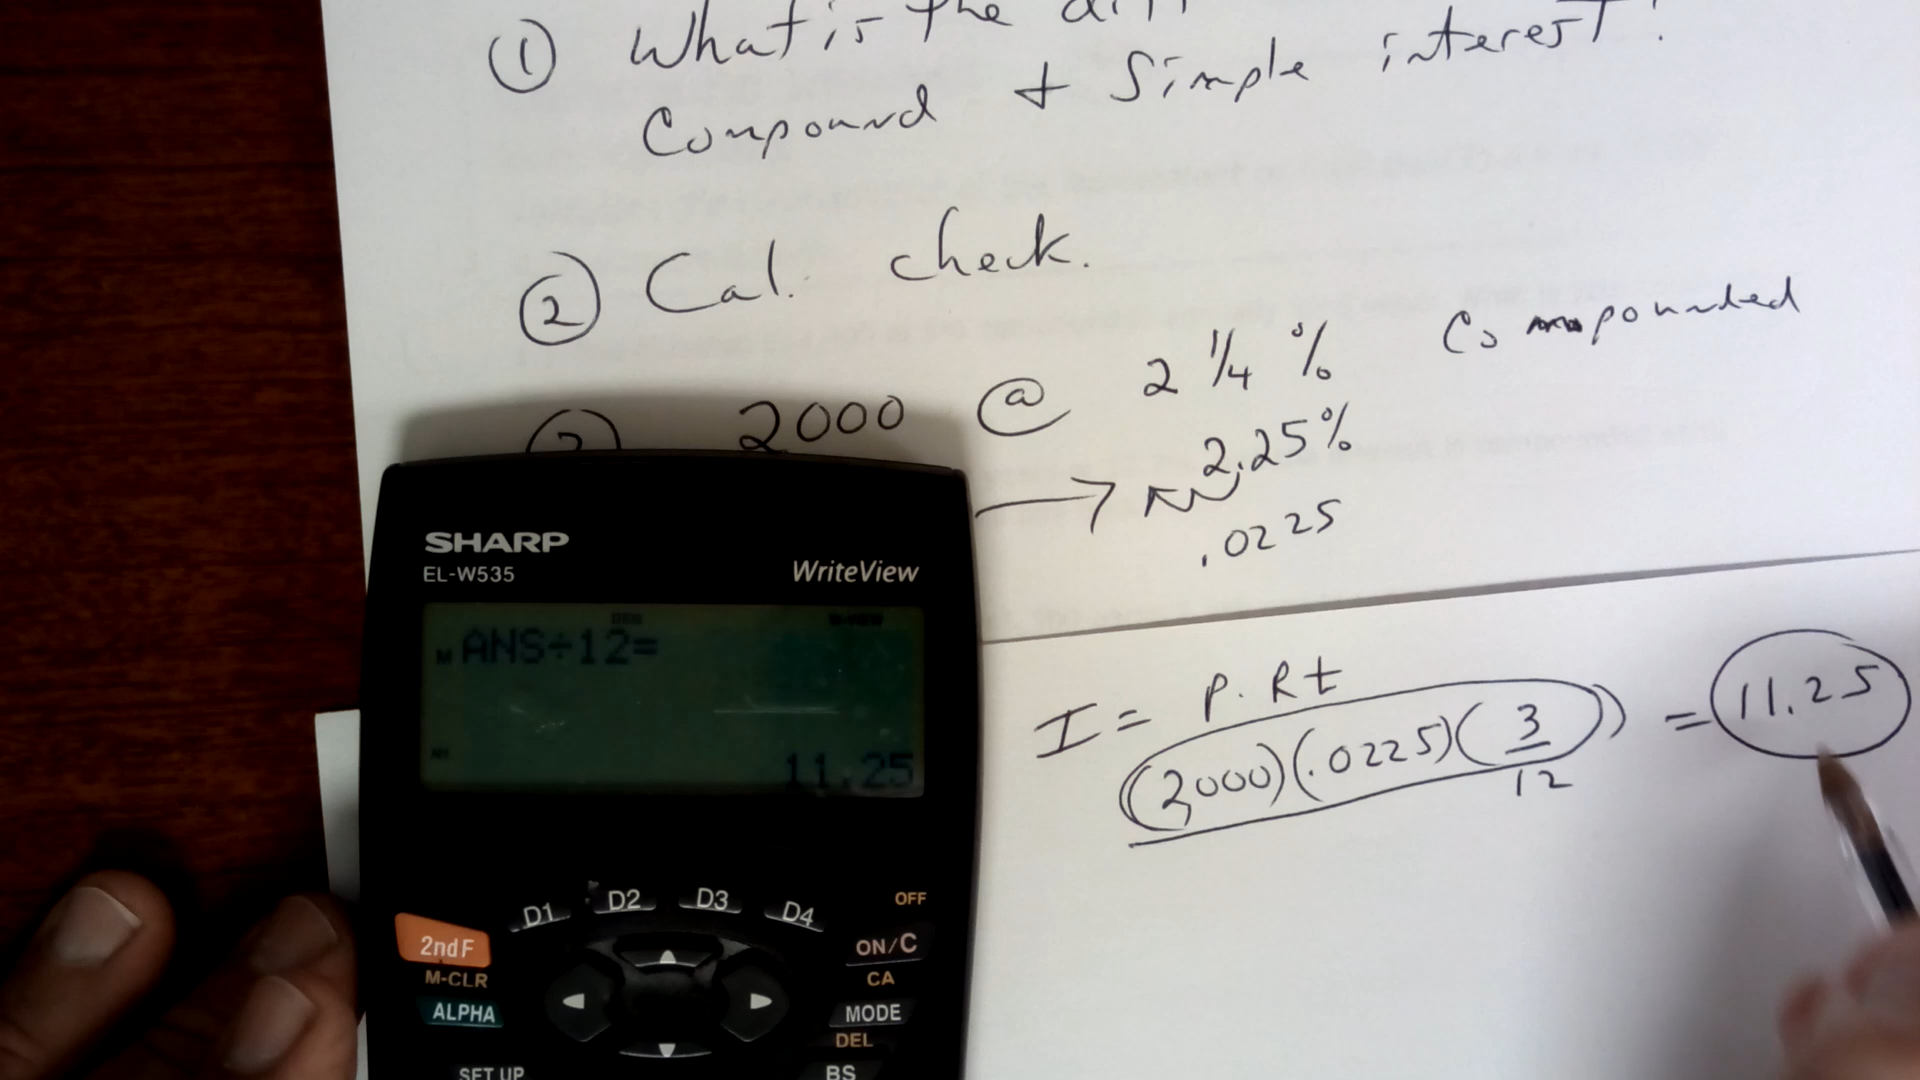 ① What is the
Compound + Simple interest?
② Cal. check.
2000 @ 2 1/4 % Compounded
2.25%
.0225
SHARP
EL-W535 WriteView
M ANS÷12=
11.25
I = P.Rt
(2000)(.0225)(3/12) = 11.25
D1 D2 D3 D4
OFF
2ndF ON/C
M-CLR CA
ALPHA MODE
DEL
SET UP BS